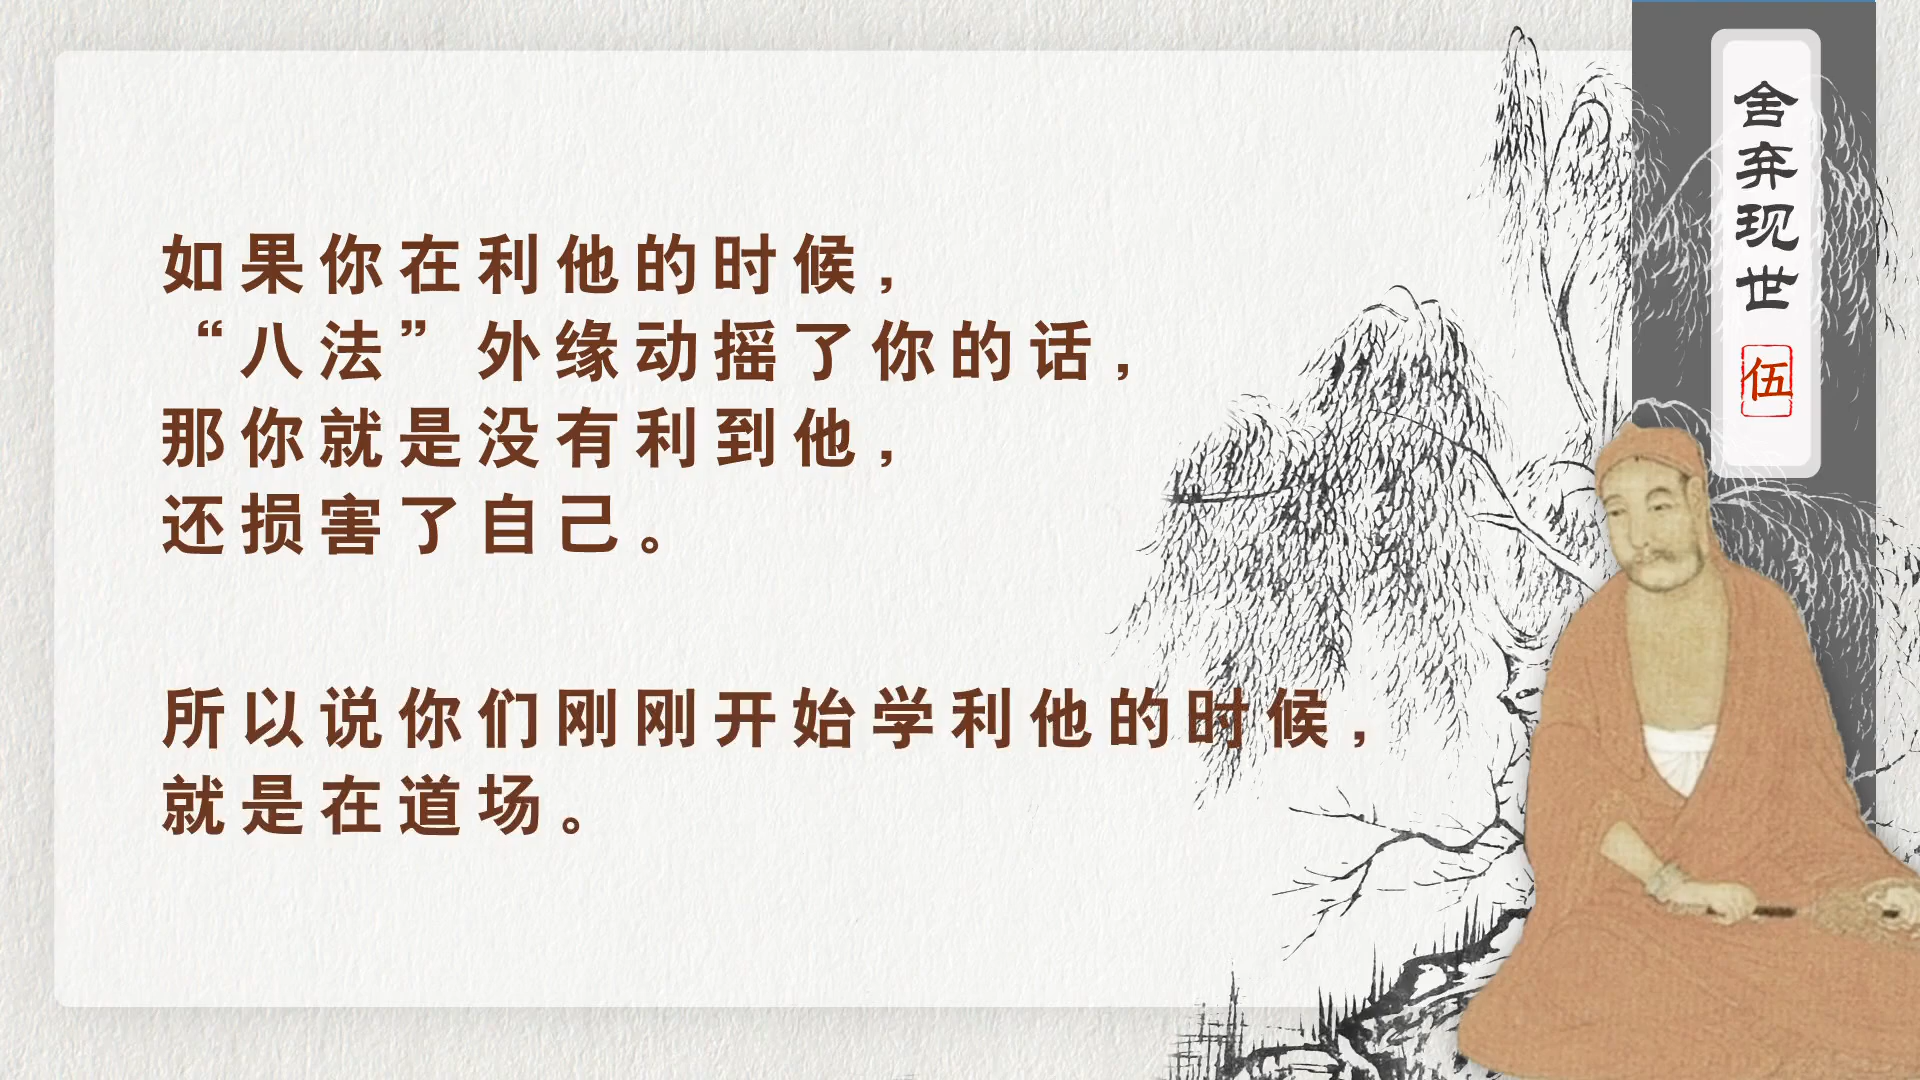 如果你在利他的时候，
“八法”外缘动摇了你的话，
那你就是没有利到他，
还损害了自己。
所以说你们刚刚开始学利他的时候，
就是在道场。
舍弃现世
伍